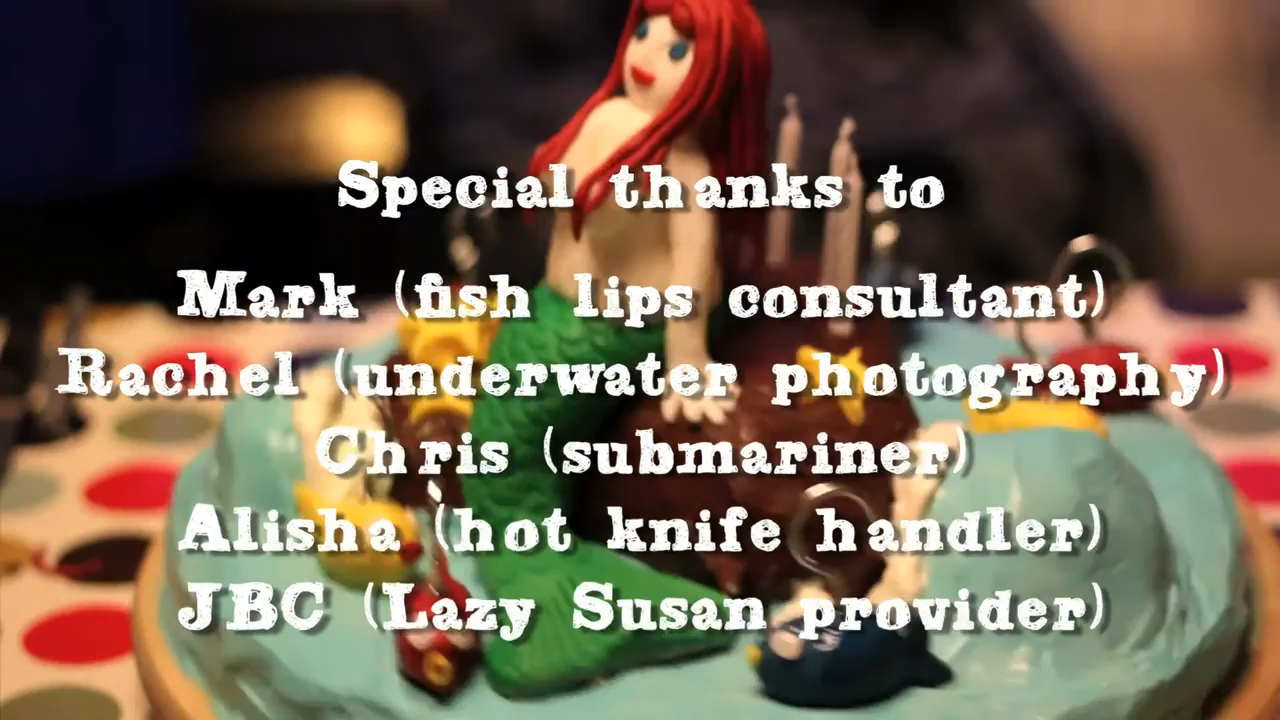 Special thanks to
Mark (fish lips consultant)
Rachel (underwater photography)
Chris (submariner)
Alisha (hot knife handler)
JBC (Lazy Susan provider)